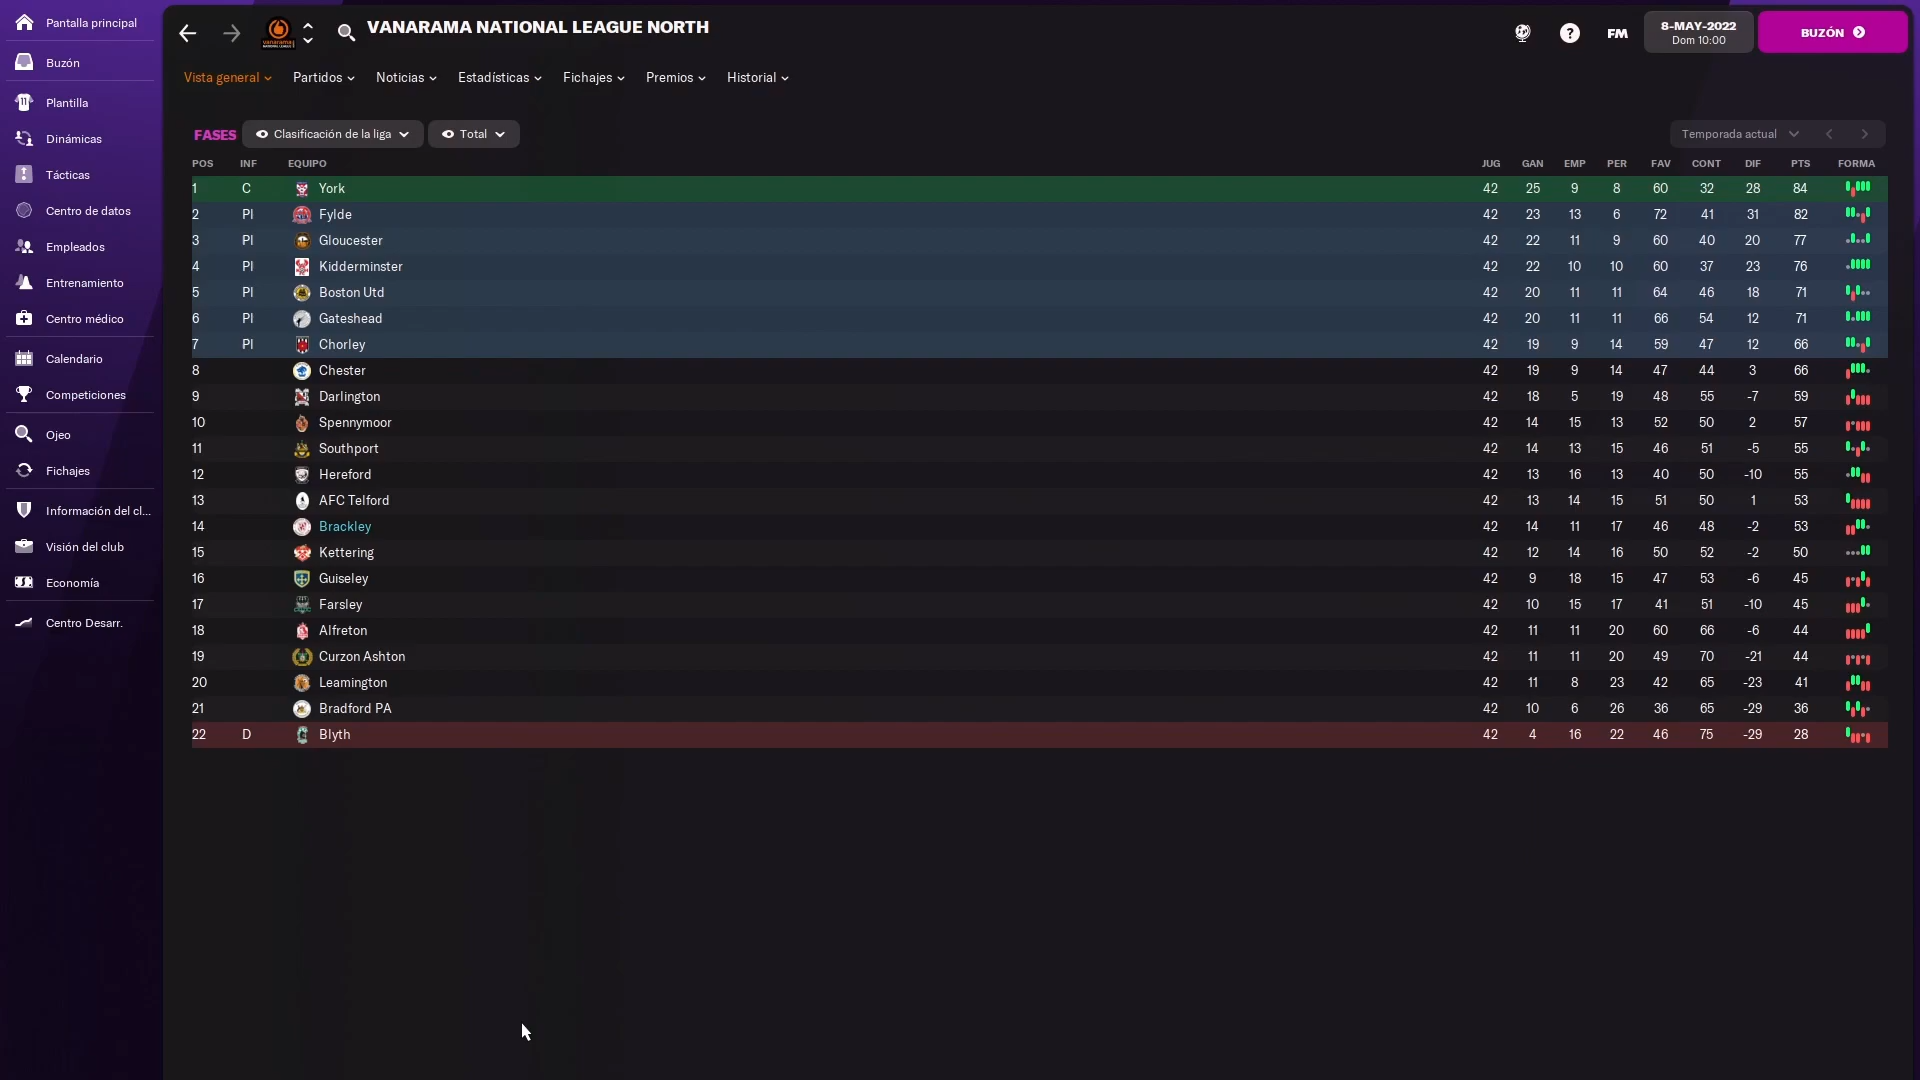 Pantalla principal
Buzón
Plantilla
Dinámicas
Tácticas
Centro de datos
Empleados
Entrenamiento
Centro médico
Calendario
Competiciones
Ojeo
Fichajes
Información del cl...
Visión del club
Economía
Centro Desarr.
VANARAMA NATIONAL LEAGUE NORTH
FM
8-MAY-2022
Dom 10:00
BUZÓN
Vista general Partidos Noticias Estadísticas Fichajes Premios Historial
FASES Clasificación de la liga Total Temporada actual
POS INF EQUIPO JUG GAN EMP PER FAV CONT DIF PTS FORMA
1 C York 42 25 9 8 60 32 28 84
2 Pl Fylde 42 23 13 6 72 41 31 82
3 Pl Gloucester 42 22 11 9 60 40 20 77
4 Pl Kidderminster 42 22 10 10 60 37 23 76
5 Pl Boston Utd 42 20 11 11 64 46 18 71
6 Pl Gateshead 42 20 11 11 66 54 12 71
7 Pl Chorley 42 19 9 14 59 47 12 66
8 Chester 42 19 9 14 47 44 3 66
9 Darlington 42 18 5 19 48 55 -7 59
10 Spennymoor 42 14 15 13 52 50 2 57
11 Southport 42 14 13 15 46 51 -5 55
12 Hereford 42 13 16 13 40 50 -10 55
13 AFC Telford 42 13 14 15 51 50 1 53
14 Brackley 42 14 11 17 46 48 -2 53
15 Kettering 42 12 14 16 50 52 -2 50
16 Guiseley 42 9 18 15 47 53 -6 45
17 Farsley 42 10 15 17 41 51 -10 45
18 Alfreton 42 11 11 20 60 66 -6 44
19 Curzon Ashton 42 11 11 20 49 70 -21 44
20 Leamington 42 11 8 23 42 65 -23 41
21 Bradford PA 42 10 6 26 36 65 -29 36
22 D Blyth 42 4 16 22 46 75 -29 28